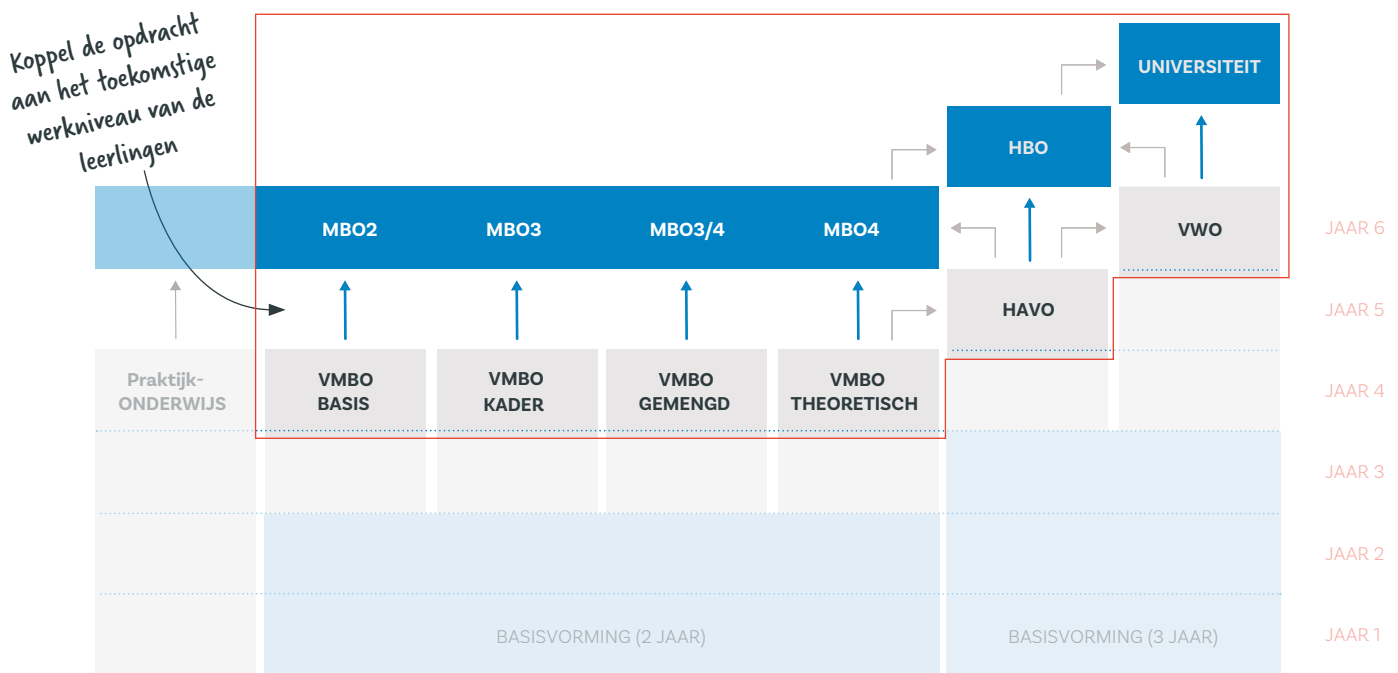 Koppel de opdracht
aan het toekomstige
werkniveau van de
leerlingen
UNIVERSITEIT
HBO
MBO2
MBO3
MBO3/4
MBO4
VWO
JAAR 6
HAVO
JAAR 5
Praktijk-
ONDERWIJS
VMBO
BASIS
VMBO
KADER
VMBO
GEMENGD
VMBO
THEORETISCH
JAAR 4
JAAR 3
JAAR 2
BASISVORMING (2 JAAR)
BASISVORMING (3 JAAR)
JAAR 1